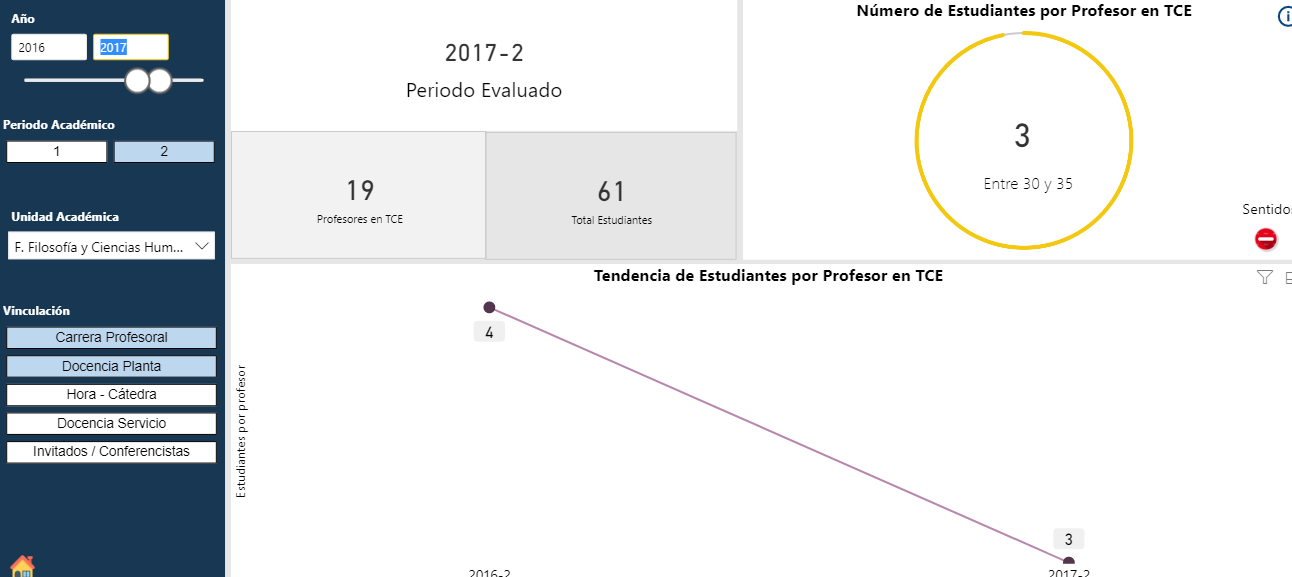 Año
2016
2017
Periodo Académico
1
2
Unidad Académica
F. Filosofía y Ciencias Hum...
Vinculación
Carrera Profesoral
Docencia Planta
Hora - Cátedra
Docencia Servicio
Invitados / Conferencistas
2017-2
Periodo Evaluado
19
Profesores en TCE
61
Total Estudiantes
Número de Estudiantes por Profesor en TCE
3
Entre 30 y 35
Sentido
Tendencia de Estudiantes por Profesor en TCE
Estudiantes por profesor
4
3
2016-2
2017-2